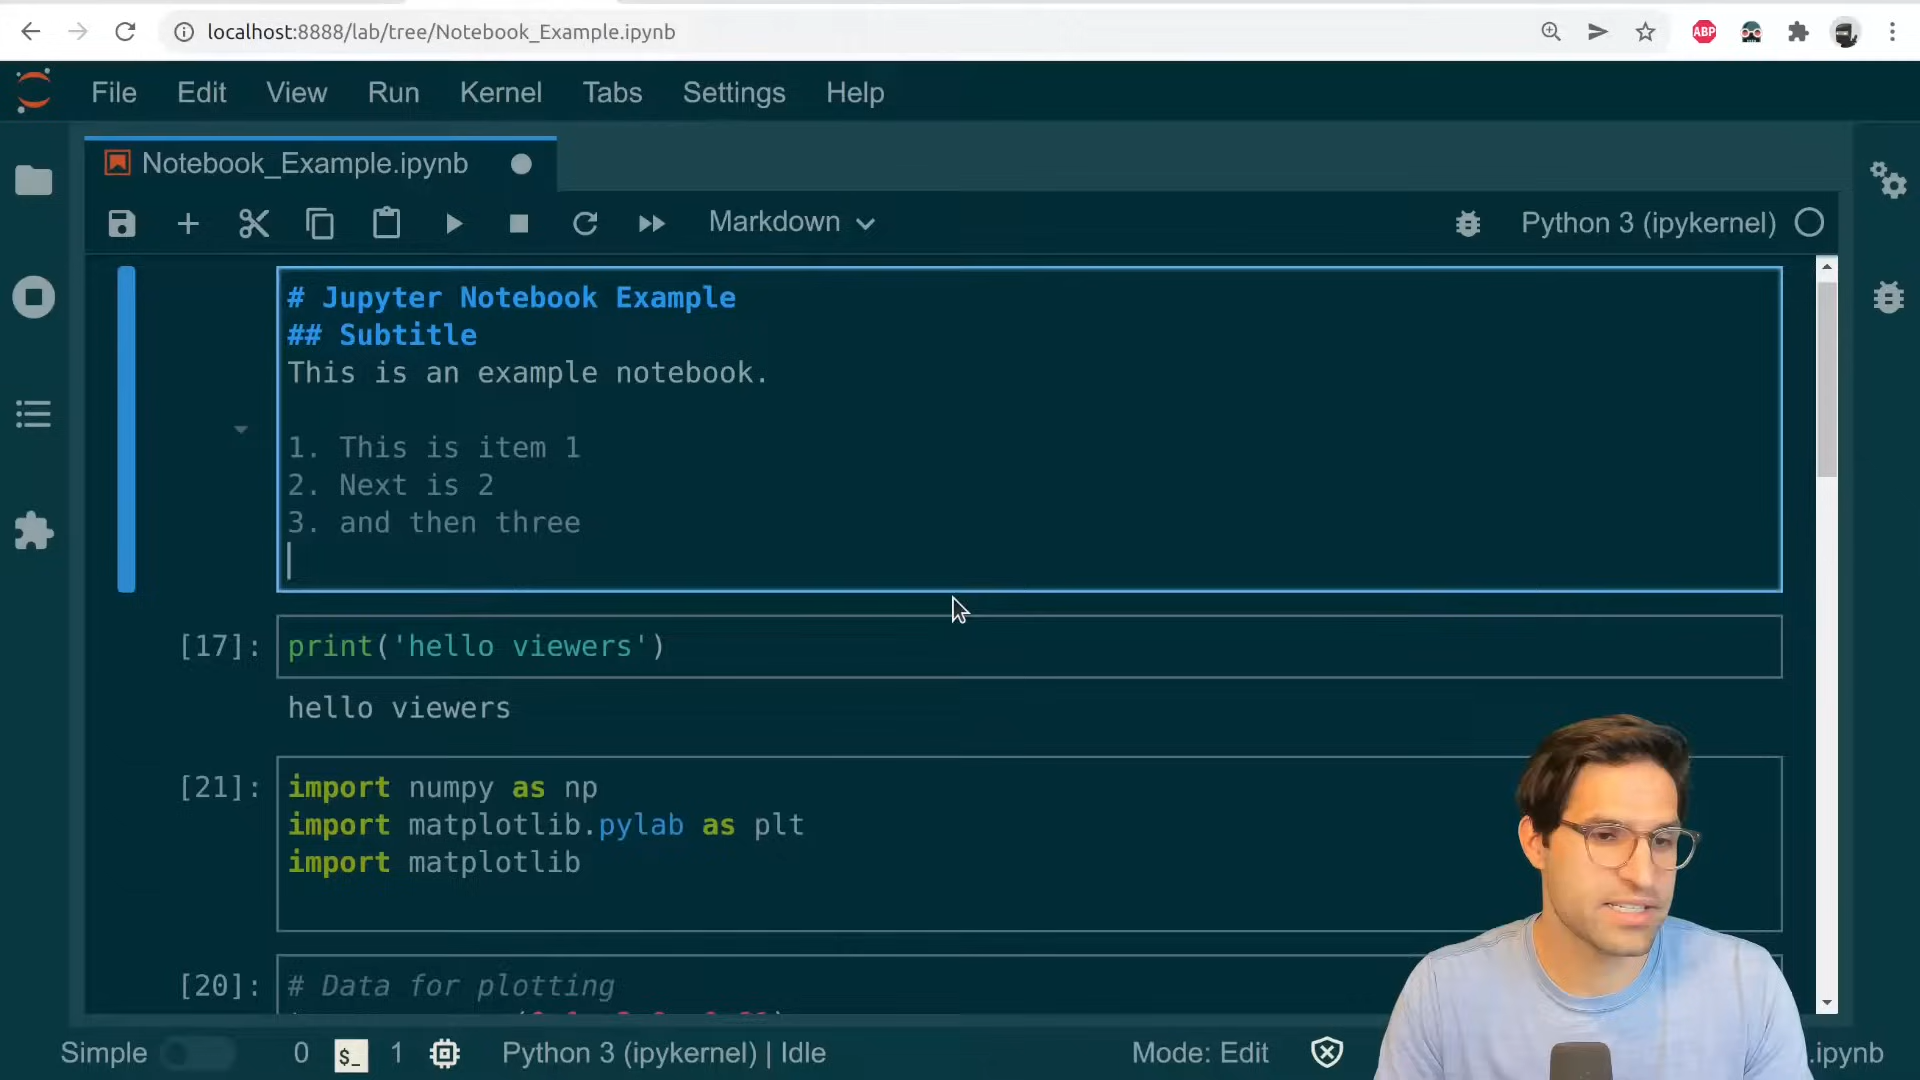 localhost:8888/lab/tree/Notebook_Example.ipynb
ABP
File Edit View Run Kernel Tabs Settings Help
Notebook_Example.ipynb
Markdown
Python 3 (ipykernel)
# Jupyter Notebook Example
## Subtitle
This is an example notebook.
1. This is item 1
2. Next is 2
3. and then three
[17]: print('hello viewers')
hello viewers
[21]: import numpy as np
import matplotlib.pylab as plt
import matplotlib
[20]: # Data for plotting
Simple 0 $_ 1 Python 3 (ipykernel) | Idle Mode: Edit .ipynb